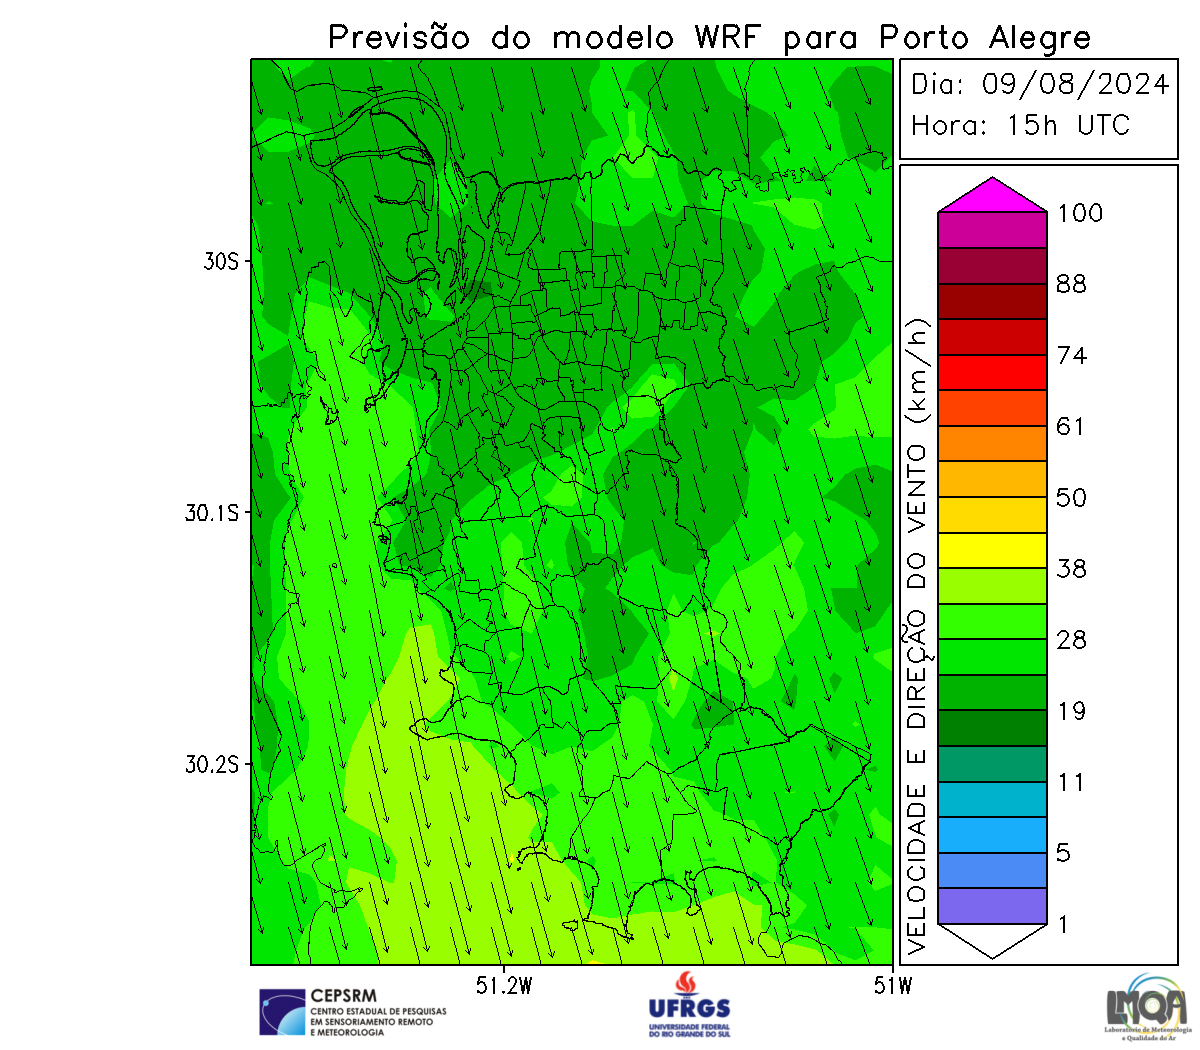 Previsão do modelo WRF para Porto Alegre
Dia: 09/08/2024
Hora: 15h UTC
30S
30.1S
30.2S
51.2W
51W
VELOCIDADE E DIREÇÃO DO VENTO (km/h)
100
88
74
61
50
38
28
19
11
5
1
CEPSRM
CENTRO ESTADUAL DE PESQUISAS
EM SENSORIAMENTO REMOTO
E METEOROLOGIA
UFRGS
UNIVERSIDADE FEDERAL
DO RIO GRANDE DO SUL
LMQA
Laboratório de Meteorologia
e Qualidade do Ar